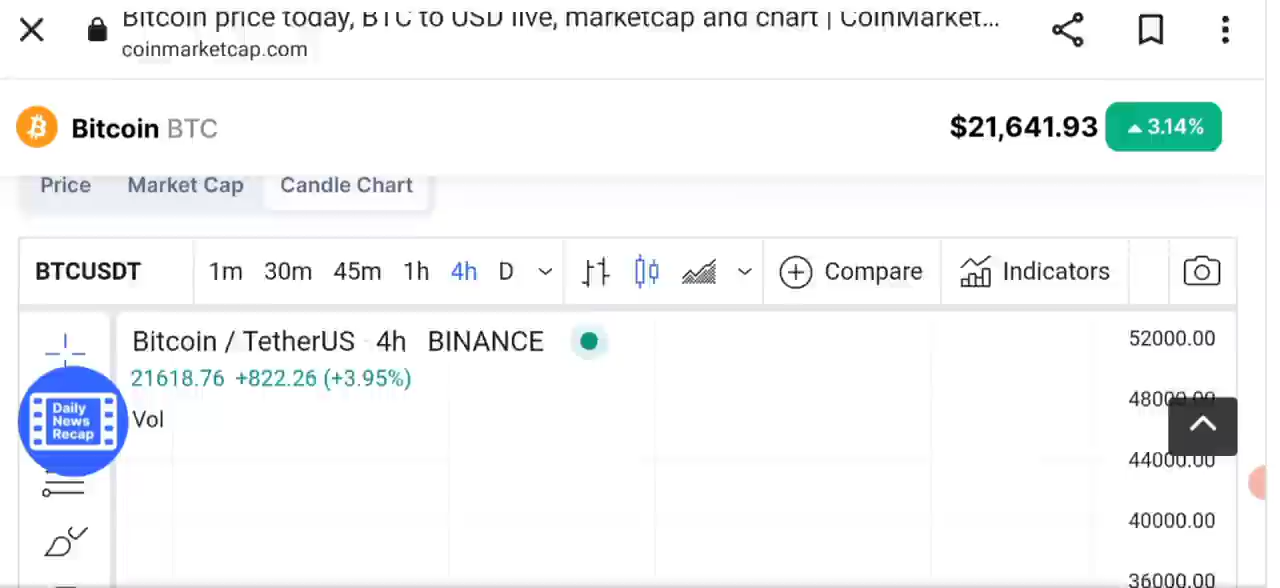 Bitcoin price today, BTC to USD live, marketcap and chart | CoinMarket...
coinmarketcap.com
Bitcoin BTC
$21,641.93 3.14%
Price Market Cap Candle Chart
BTCUSDT 1m 30m 45m 1h 4h D Compare Indicators
Bitcoin / TetherUS 4h BINANCE
21618.76 +822.26 (+3.95%)
Vol
Daily
News
Recap
52000.00
48000.00
44000.00
40000.00
36000.00